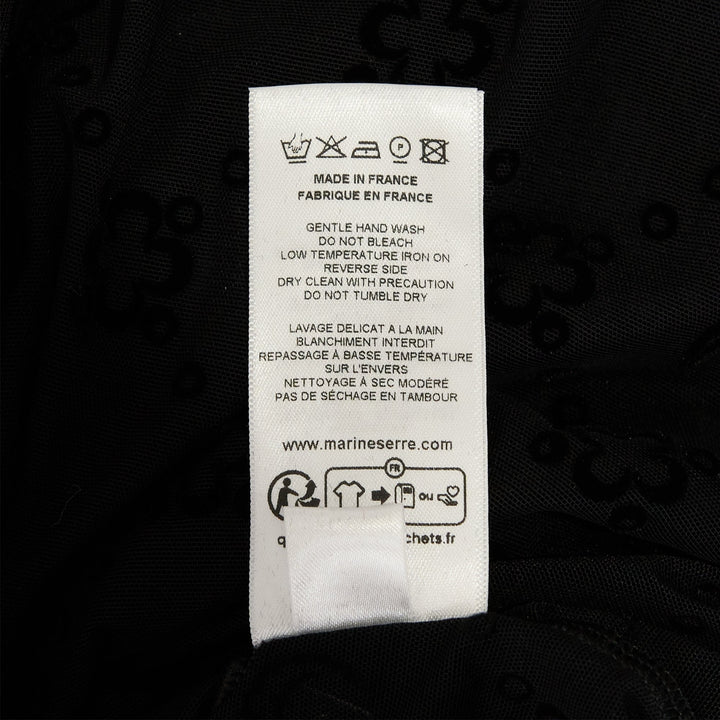 P
MADE IN FRANCE
FABRIQUE EN FRANCE
GENTLE HAND WASH
DO NOT BLEACH
LOW TEMPERATURE IRON ON
REVERSE SIDE
DRY CLEAN WITH PRECAUTION
DO NOT TUMBLE DRY
LAVAGE DELICAT A LA MAIN
BLANCHIMENT INTERDIT
REPASSAGE À BASSE TEMPÉRATURE
SUR L'ENVERS
NETTOYAGE À SEC MODÉRÉ
PAS DE SÉCHAGE EN TAMBOUR
www.marineserre.com
FR
OU
chets.fr